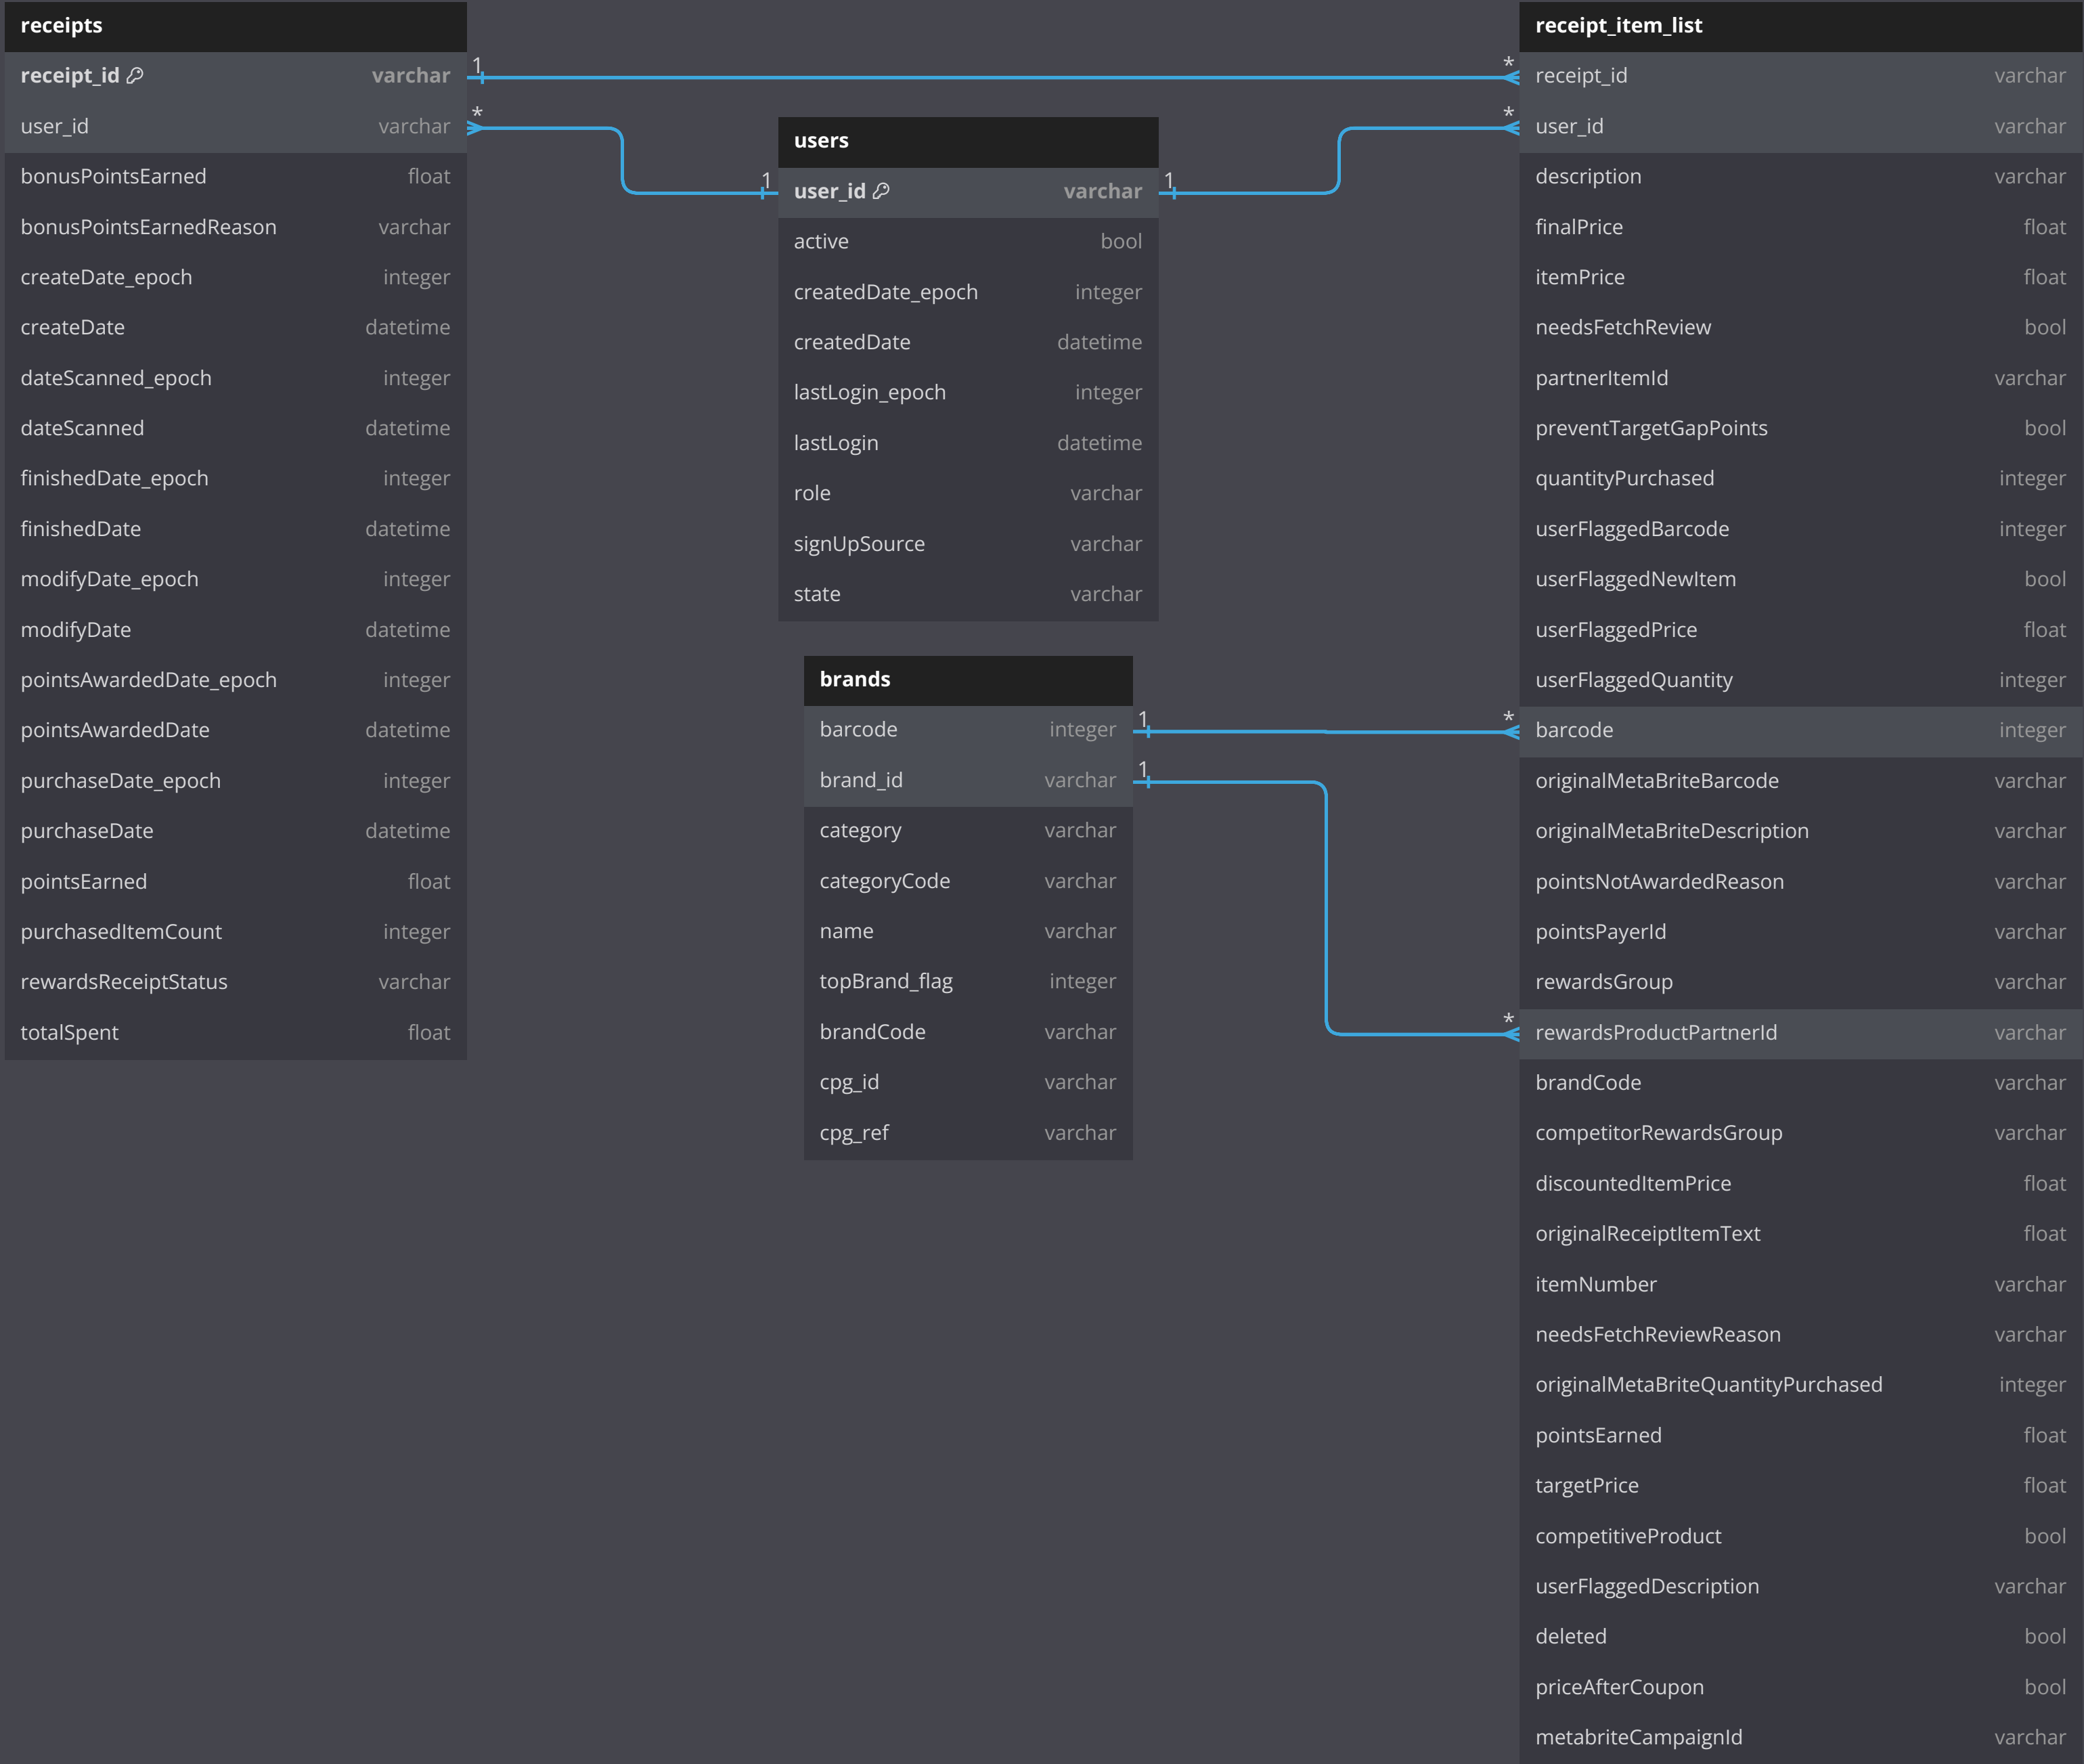 receipts
receipt_id varchar
user_id varchar
bonusPointsEarned float
bonusPointsEarnedReason varchar
createDate_epoch integer
createDate datetime
dateScanned_epoch integer
dateScanned datetime
finishedDate_epoch integer
finishedDate datetime
modifyDate_epoch integer
modifyDate datetime
pointsAwardedDate_epoch integer
pointsAwardedDate datetime
purchaseDate_epoch integer
purchaseDate datetime
pointsEarned float
purchasedItemCount integer
rewardsReceiptStatus varchar
totalSpent float
1
*
1
users
user_id varchar
active bool
createdDate_epoch integer
createdDate datetime
lastLogin_epoch integer
lastLogin datetime
role varchar
signUpSource varchar
state varchar
1
brands
barcode integer
brand_id varchar
category varchar
categoryCode varchar
name varchar
topBrand_flag integer
brandCode varchar
cpg_id varchar
cpg_ref varchar
1
1
*
*
*
*
receipt_item_list
receipt_id varchar
user_id varchar
description varchar
finalPrice float
itemPrice float
needsFetchReview bool
partnerItemId varchar
preventTargetGapPoints bool
quantityPurchased integer
userFlaggedBarcode integer
userFlaggedNewItem bool
userFlaggedPrice float
userFlaggedQuantity integer
barcode integer
originalMetaBriteBarcode varchar
originalMetaBriteDescription varchar
pointsNotAwardedReason varchar
pointsPayerId varchar
rewardsGroup varchar
rewardsProductPartnerId varchar
brandCode varchar
competitorRewardsGroup varchar
discountedItemPrice float
originalReceiptItemText float
itemNumber varchar
needsFetchReviewReason varchar
originalMetaBriteQuantityPurchased integer
pointsEarned float
targetPrice float
competitiveProduct bool
userFlaggedDescription varchar
deleted bool
priceAfterCoupon bool
metabriteCampaignId varchar